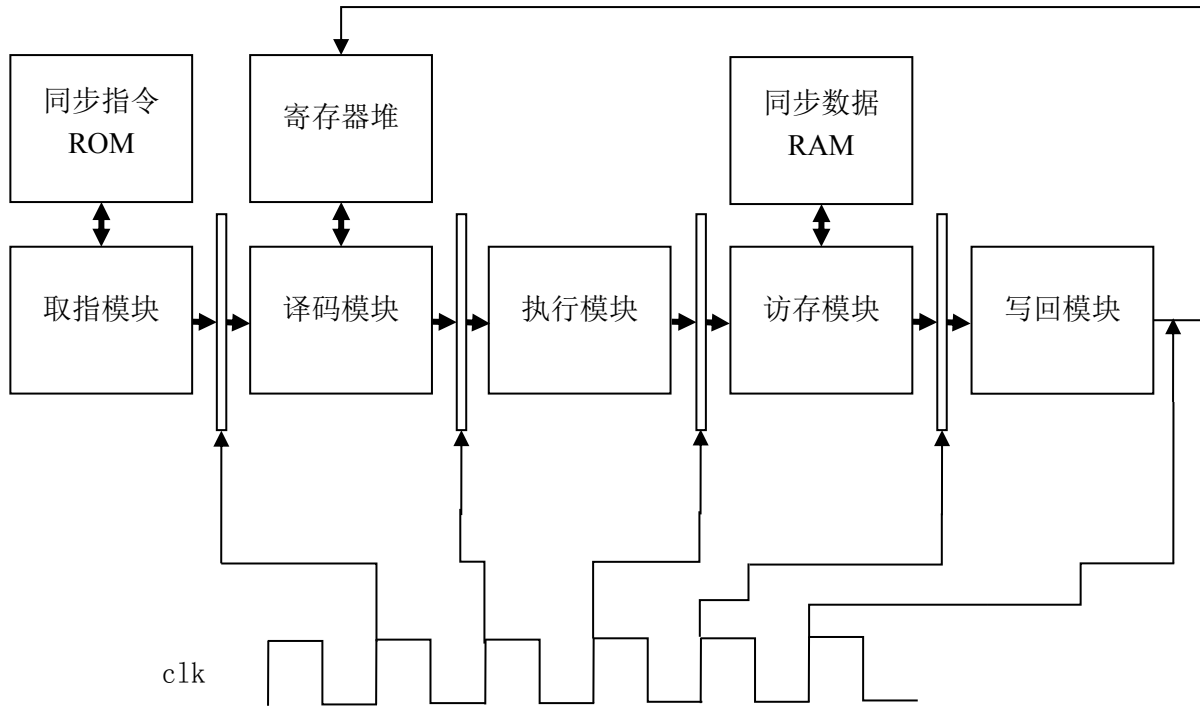 同步指令
ROM
寄存器堆
同步数据
RAM
取指模块
译码模块
执行模块
访存模块
写回模块
clk